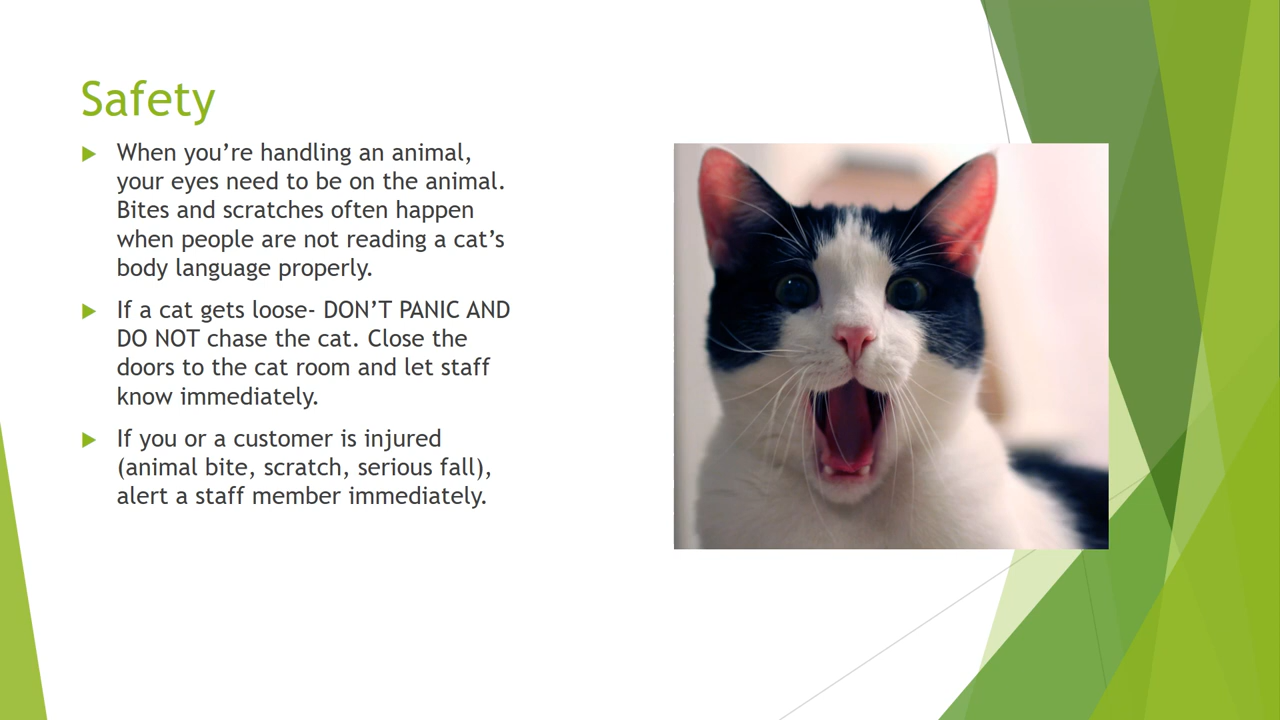 Safety
When you’re handling an animal,
your eyes need to be on the animal.
Bites and scratches often happen
when people are not reading a cat’s
body language properly.
If a cat gets loose- DON’T PANIC AND
DO NOT chase the cat. Close the
doors to the cat room and let staff
know immediately.
If you or a customer is injured
(animal bite, scratch, serious fall),
alert a staff member immediately.